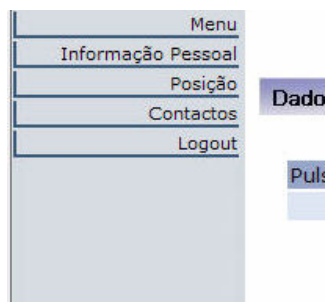 Menu
Informação Pessoal
Posição
Contactos
Logout
Dado
Puls